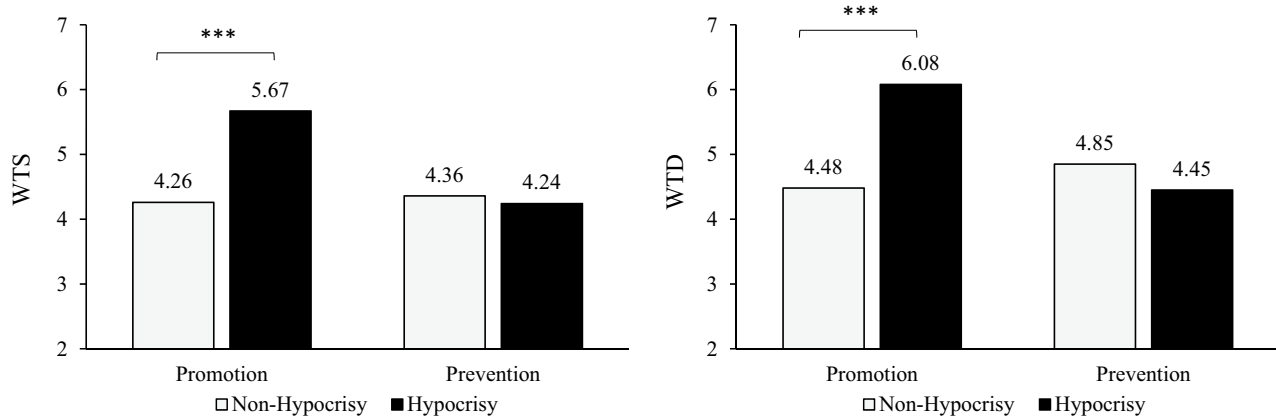 7
6
5
4
3
2
WTS
***
4.26
5.67
4.36
4.24
Promotion
Prevention
Non-Hypocrisy
Hypocrisy
7
6
5
4
3
2
WTD
***
4.48
6.08
4.85
4.45
Promotion
Prevention
Non-Hypocrisy
Hypocrisy